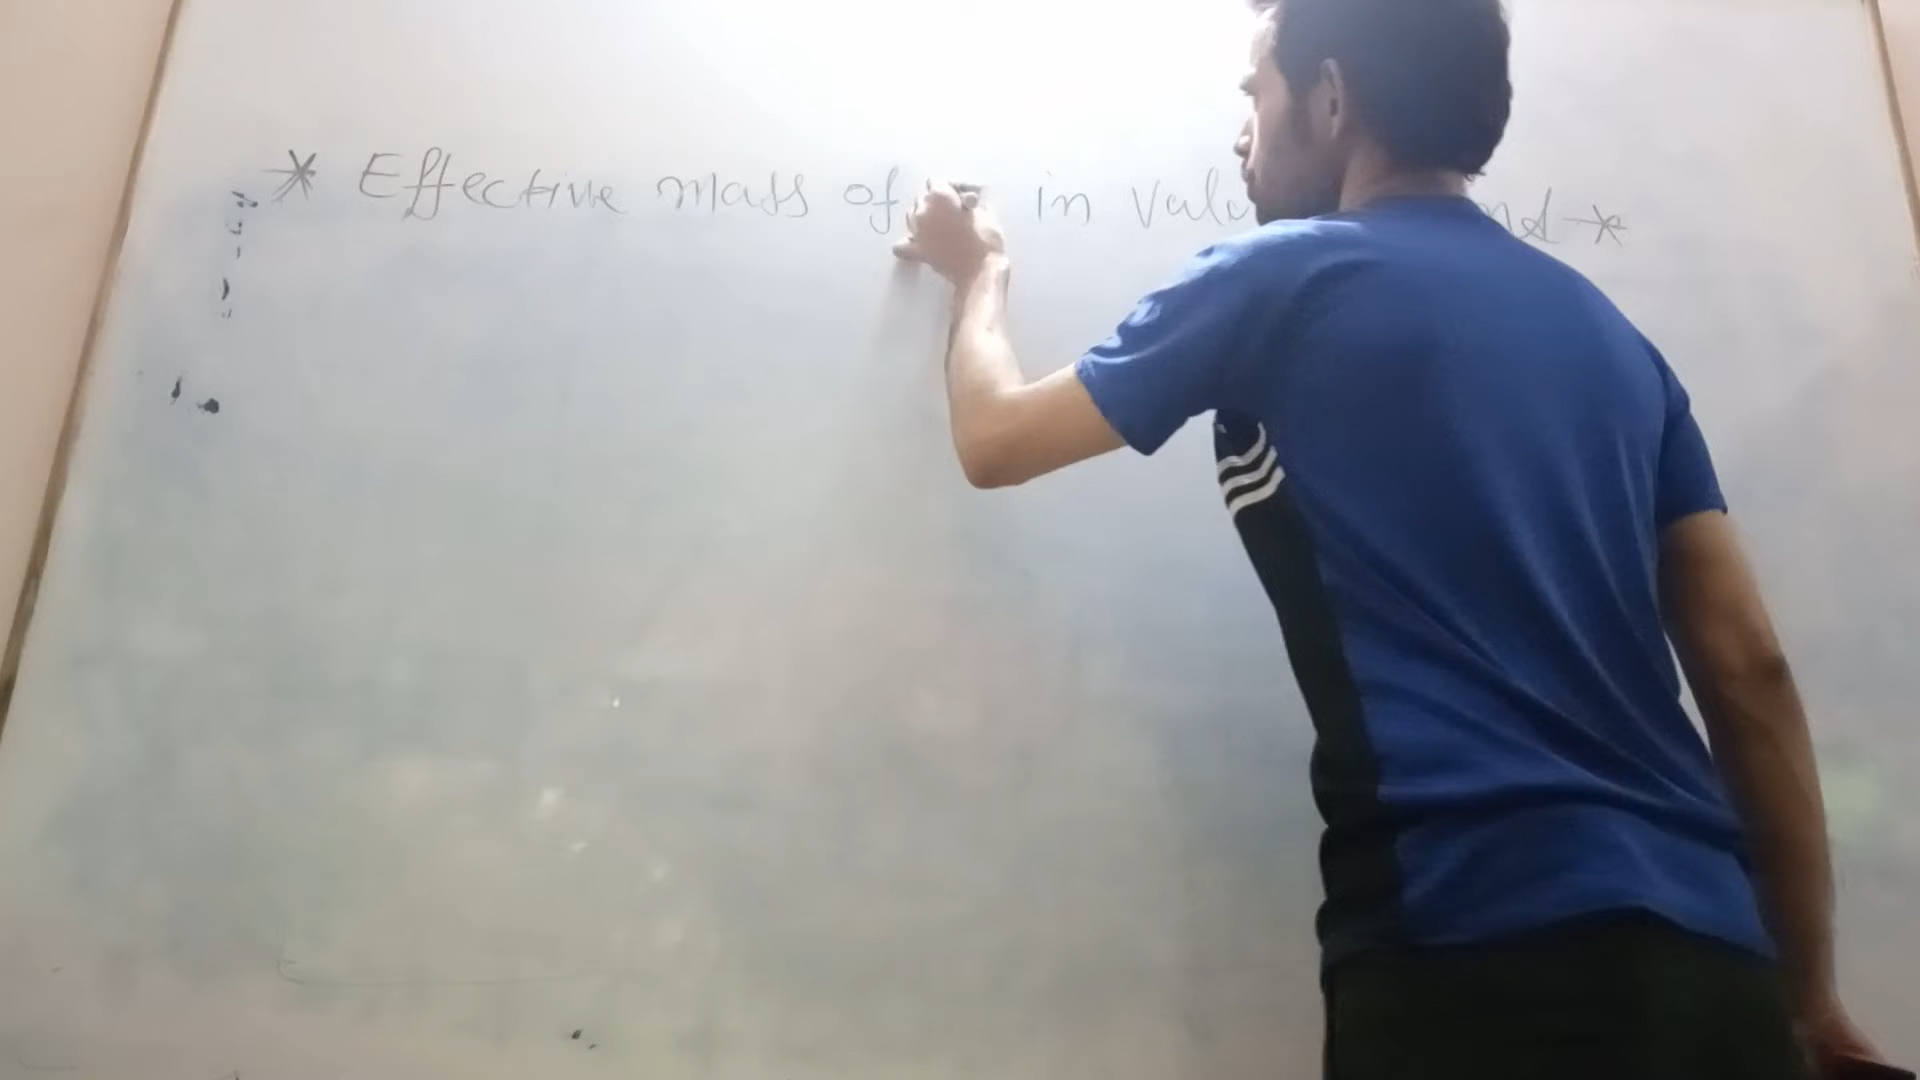 * Effective mass of in Val nd *